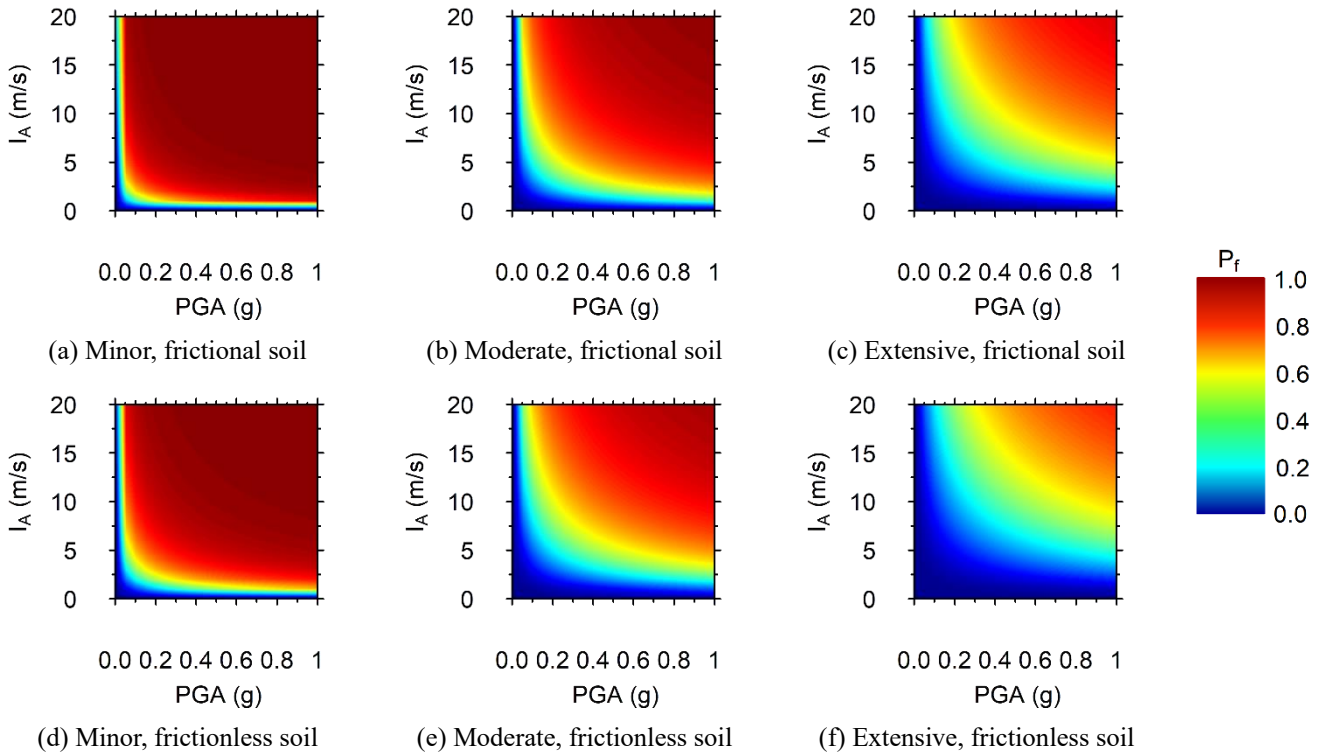 20
15
10
5
0
I_A (m/s)
0.0 0.2 0.4 0.6 0.8 1
PGA (g)
(a) Minor, frictional soil
20
15
10
5
0
I_A (m/s)
0.0 0.2 0.4 0.6 0.8 1
PGA (g)
(b) Moderate, frictional soil
20
15
10
5
0
I_A (m/s)
0.0 0.2 0.4 0.6 0.8 1
PGA (g)
(c) Extensive, frictional soil
P_f
1.0
0.8
0.6
0.4
0.2
0.0
20
15
10
5
0
I_A (m/s)
0.0 0.2 0.4 0.6 0.8 1
PGA (g)
(d) Minor, frictionless soil
20
15
10
5
0
I_A (m/s)
0.0 0.2 0.4 0.6 0.8 1
PGA (g)
(e) Moderate, frictionless soil
20
15
10
5
0
I_A (m/s)
0.0 0.2 0.4 0.6 0.8 1
PGA (g)
(f) Extensive, frictionless soil